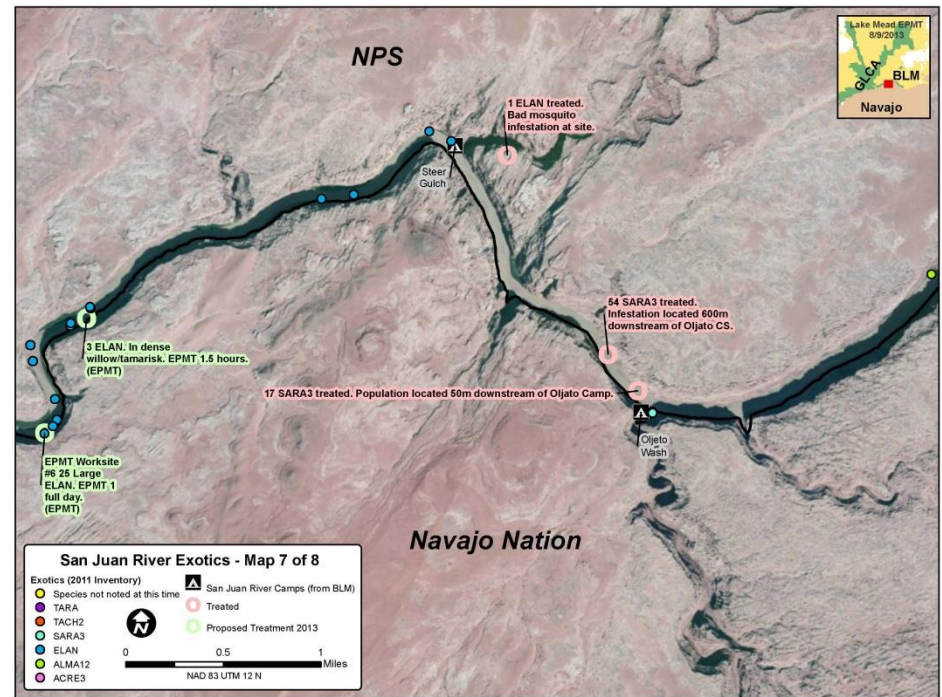 NPS
Lake Mead EPMT
8/9/2013
GLCA
BLM
Navajo
1 ELAN treated.
Bad mosquito
infestation at site.
Steer
Gulch
54 SARA3 treated.
Infestation located 600m
downstream of Oljato CS.
3 ELAN. In dense
willow/tamarisk. EPMT 1.5 hours.
(EPMT)
17 SARA3 treated. Population located 50m downstream of Oljato Camp.
Oljeto
Wash
EPMT Worksite
#6 25 Large
ELAN. EPMT 1
full day.
(EPMT)
Navajo Nation
San Juan River Exotics - Map 7 of 8
Exotics (2011 Inventory)
Species not noted at this time
TARA
TACH2
SARA3
ELAN
ALMA12
ACRE3
San Juan River Camps (from BLM)
Treated
Proposed Treatment 2013
N
0 0.5 1
Miles
NAD 83 UTM 12 N